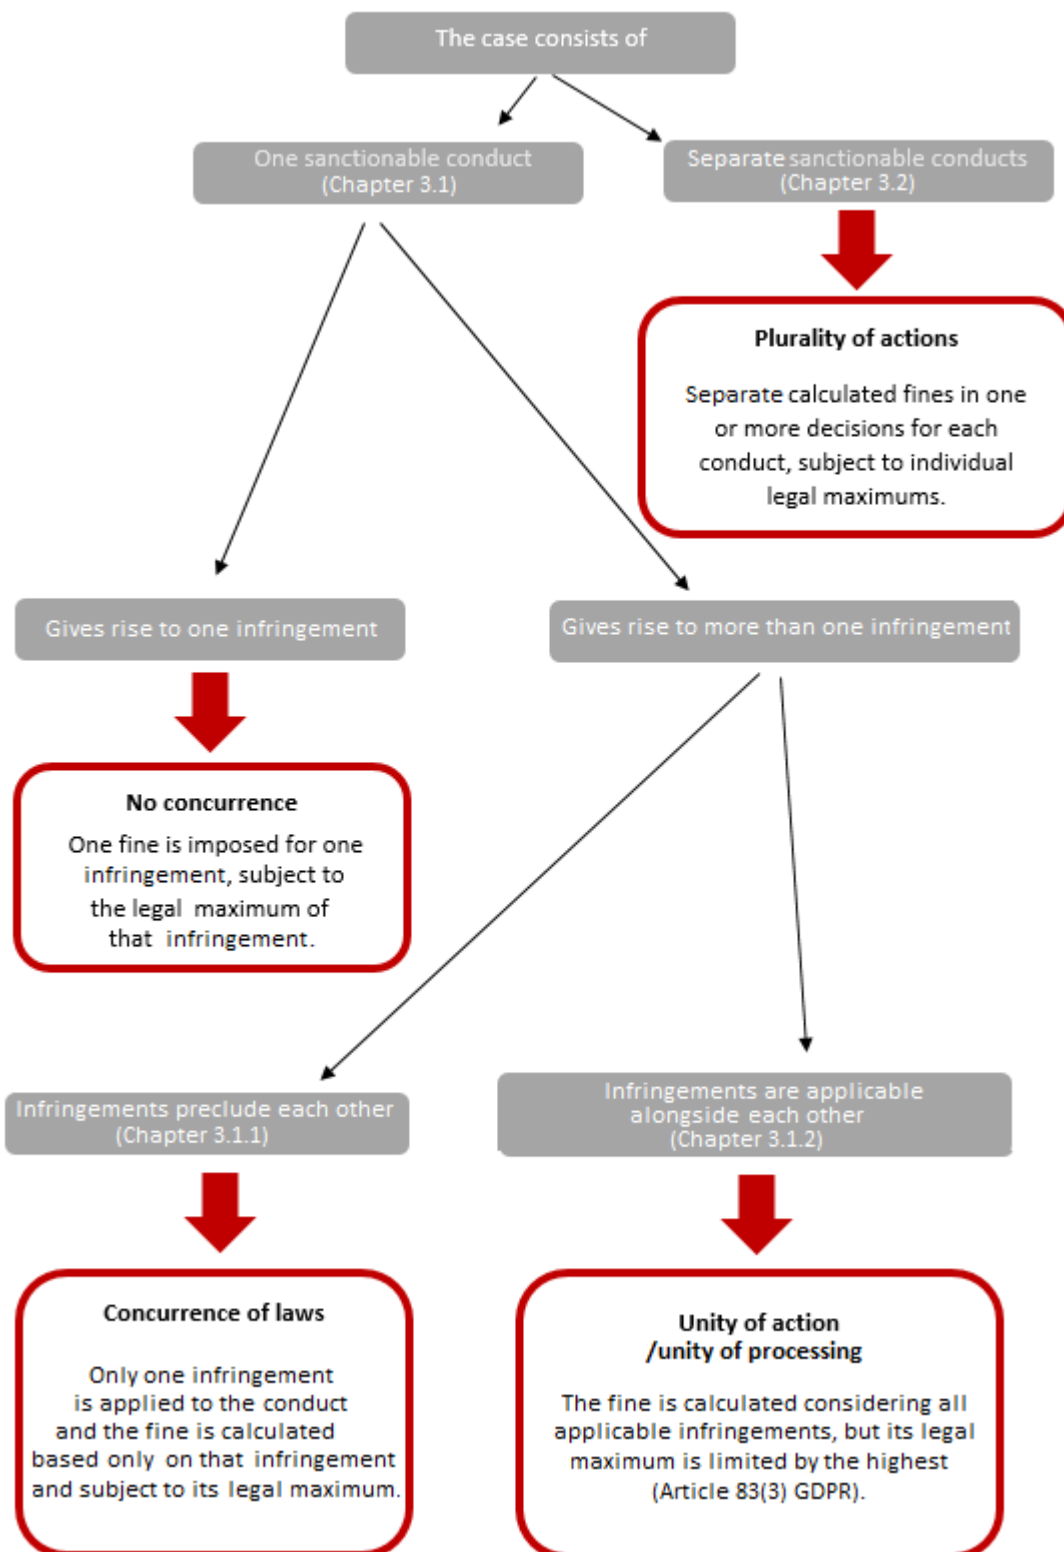 The case consists of
One sanctionable conduct
(Chapter 3.1)
Separate sanctionable conducts
(Chapter 3.2)
Plurality of actions
Separate calculated fines in one
or more decisions for each
conduct, subject to individual
legal maximums.
Gives rise to one infringement
Gives rise to more than one infringement
No concurrence
One fine is imposed for one
infringement, subject to
the legal maximum of
that infringement.
Infringements preclude each other
(Chapter 3.1.1)
Infringements are applicable
alongside each other
(Chapter 3.1.2)
Concurrence of laws
Only one infringement
is applied to the conduct
and the fine is calculated
based only on that infringement
and subject to its legal maximum.
Unity of action
/unity of processing
The fine is calculated considering all
applicable infringements, but its legal
maximum is limited by the highest
(Article 83(3) GDPR).